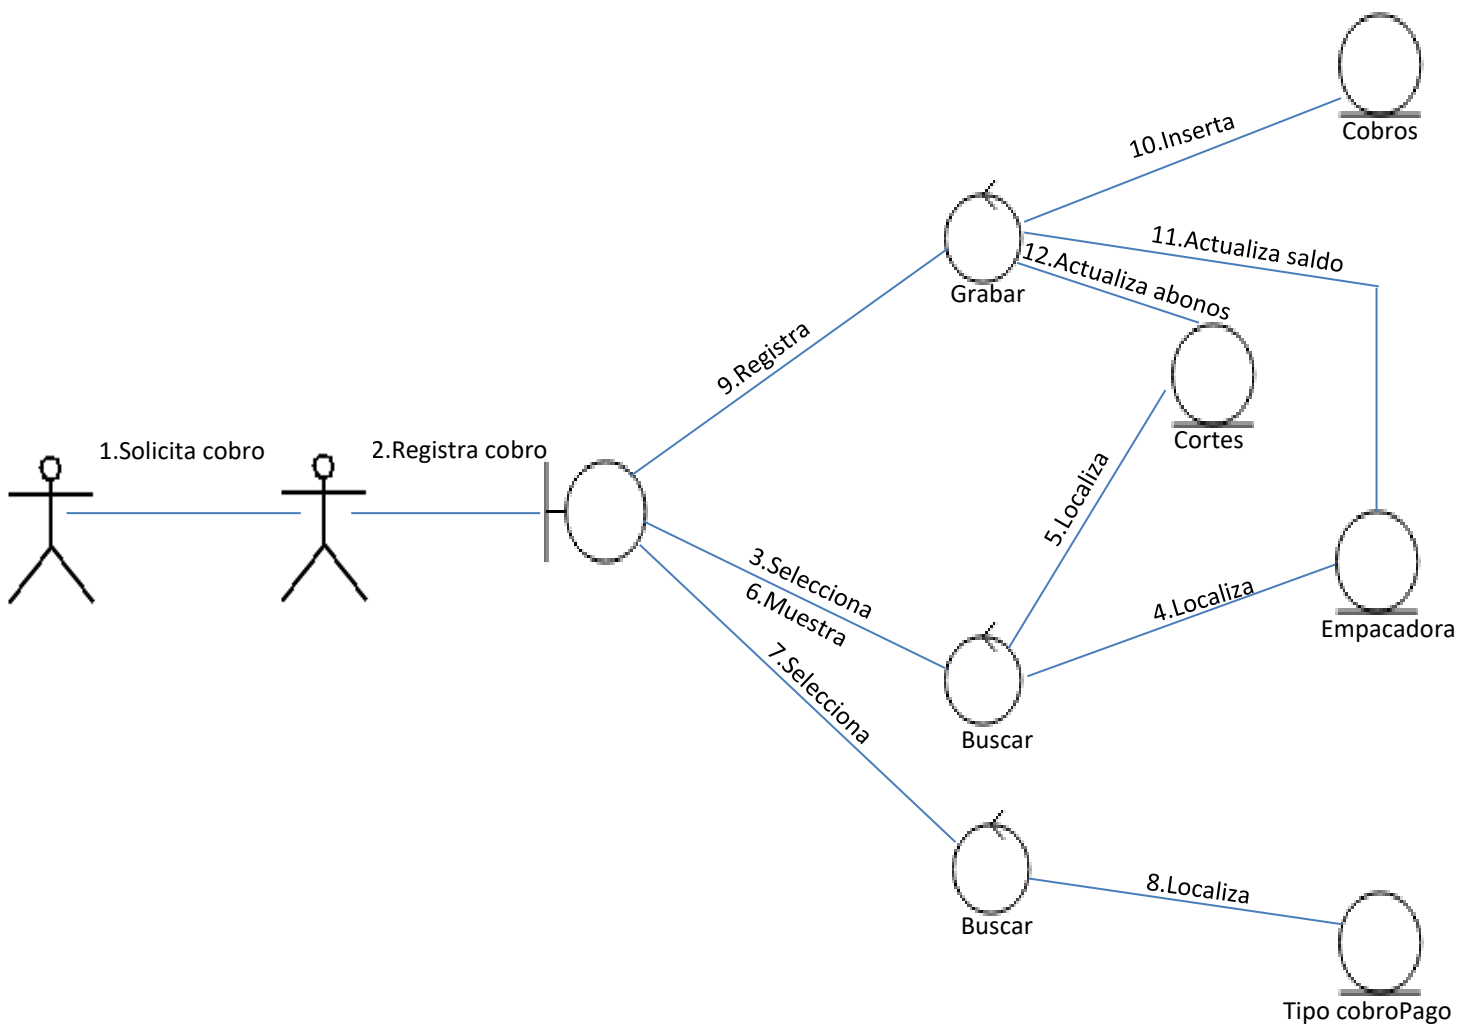 Cobros
10.Inserta
11.Actualiza saldo
12.Actualiza abonos
Grabar
9.Registra
Cortes
1.Solicita cobro
2.Registra cobro
5.Localiza
3.Selecciona
6.Muestra
4.Localiza
Empacadora
7.Selecciona
Buscar
8.Localiza
Buscar
Tipo cobroPago